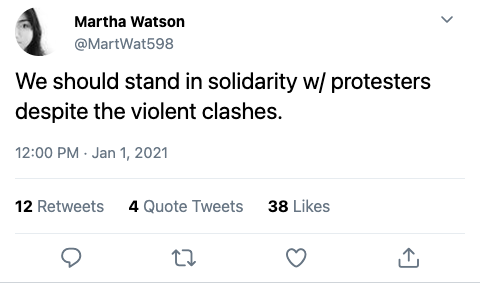 Martha Watson
@MartWat598
We should stand in solidarity w/ protesters
despite the violent clashes.
12:00 PM · Jan 1, 2021
12 Retweets 4 Quote Tweets 38 Likes